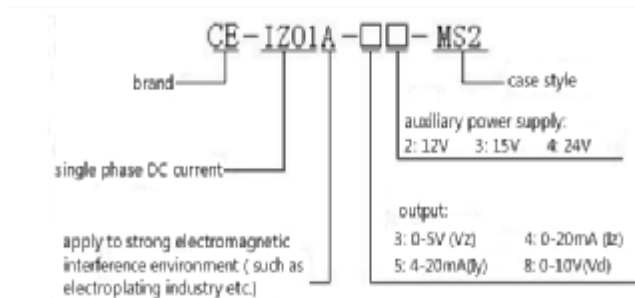 CE-IZ01A-□□-MS2
brand
case style
auxiliary power supply:
2: 12V 3: 15V 4: 24V
single phase DC current
output:
3: 0-5V (Vz) 4: 0-20mA (Iz)
5: 4-20mA(Iy) 8: 0-10V(Vd)
apply to strong electromagnetic
interference environment ( such as
electroplating industry etc.)